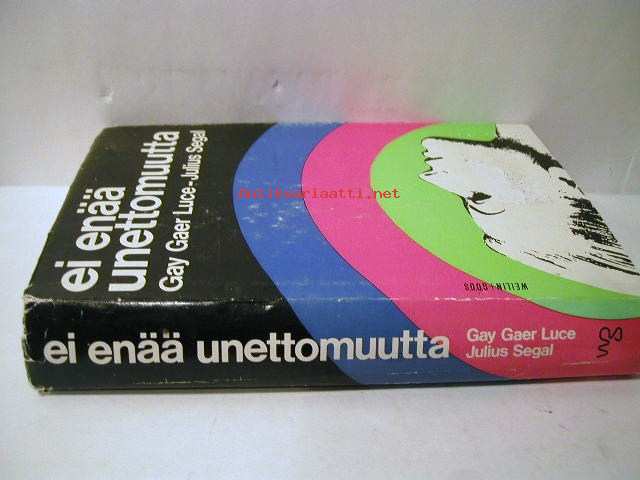 ei enää
unettomuutta
Gay Gaer Luce-Julius Segal
WEILIN+GÖÖS
ei enää unettomuutta
Gay Gaer Luce
Julius Segal
Antikvariaatti.net